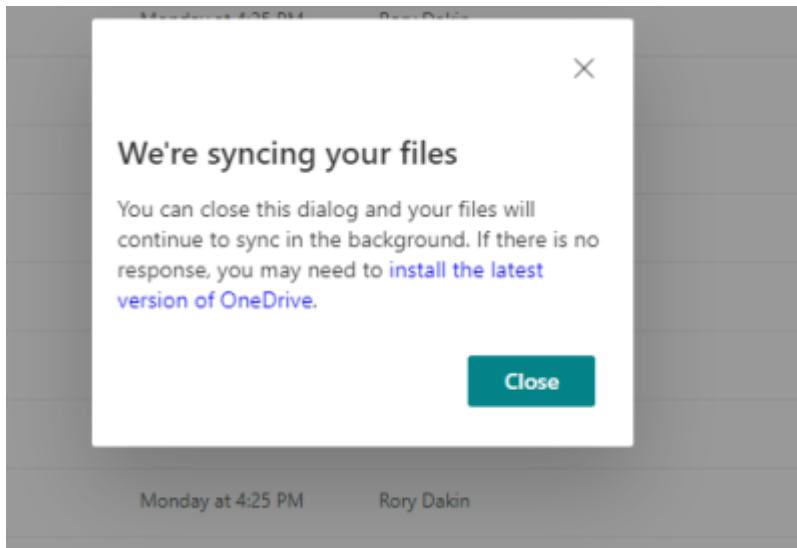 Monday at 4:25 PM Rory Dakin
We're syncing your files
You can close this dialog and your files will
continue to sync in the background. If there is no
response, you may need to install the latest
version of OneDrive.
Close
Monday at 4:25 PM Rory Dakin